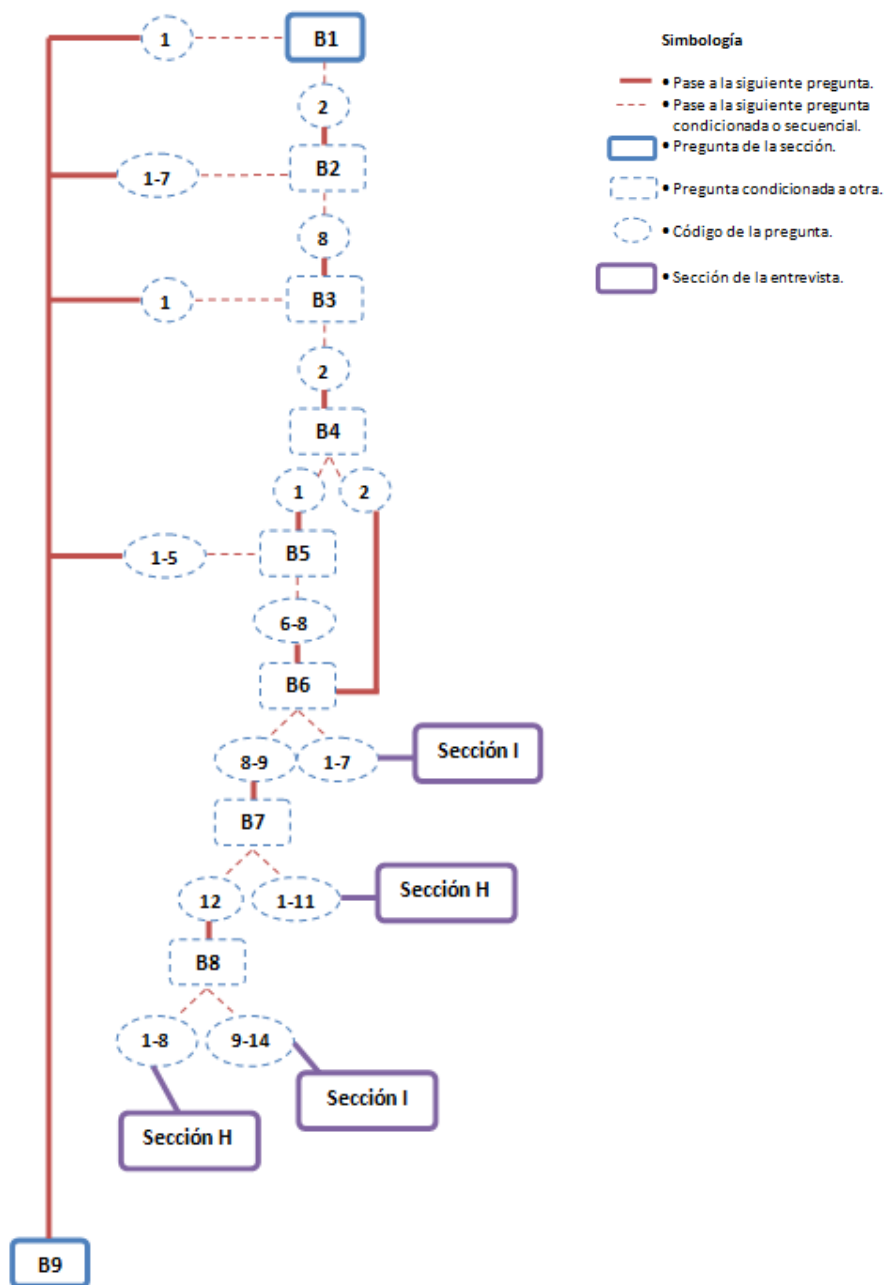 1
B1
Simbología
• Pase a la siguiente pregunta.
• Pase a la siguiente pregunta
condicionada o secuencial.
• Pregunta de la sección.
• Pregunta condicionada a otra.
• Código de la pregunta.
• Sección de la entrevista.
2
1-7
B2
8
1
B3
2
B4
1
2
1-5
B5
6-8
B6
8-9
1-7
Sección I
B7
12
1-11
Sección H
B8
1-8
9-14
Sección I
Sección H
B9